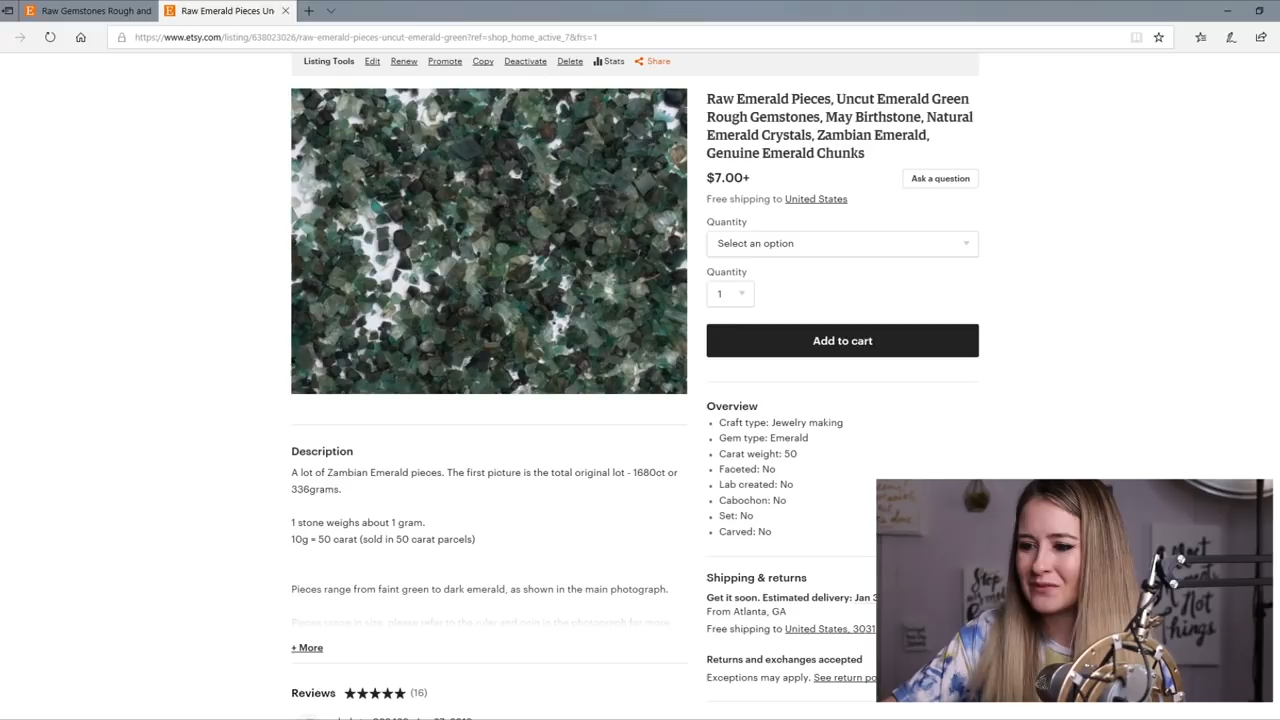 Raw Gemstones Rough and
Raw Emerald Pieces Un
https://www.etsy.com/listing/638023026/raw-emerald-pieces-uncut-emerald-green?ref=shop_home_active_7&frs=1
Listing Tools Edit Renew Promote Copy Deactivate Delete Stats Share
Raw Emerald Pieces, Uncut Emerald Green
Rough Gemstones, May Birthstone, Natural
Emerald Crystals, Zambian Emerald,
Genuine Emerald Chunks
$7.00+
Ask a question
Free shipping to United States
Quantity
Select an option
Quantity
1
Add to cart
Overview
• Craft type: Jewelry making
• Gem type: Emerald
• Carat weight: 50
• Faceted: No
• Lab created: No
• Cabochon: No
• Set: No
• Carved: No
Shipping & returns
Get it soon. Estimated delivery: Jan 3
From Atlanta, GA
Free shipping to United States, 3031
Returns and exchanges accepted
Exceptions may apply. See return po
Description
A lot of Zambian Emerald pieces. The first picture is the total original lot - 1680ct or
336grams.
1 stone weighs about 1 gram.
10g = 50 carat (sold in 50 carat parcels)
Pieces range from faint green to dark emerald, as shown in the main photograph.
Pieces range in size, please refer to the ruler and coin in the photograph for more
+ More
Reviews ★★★★★ (16)